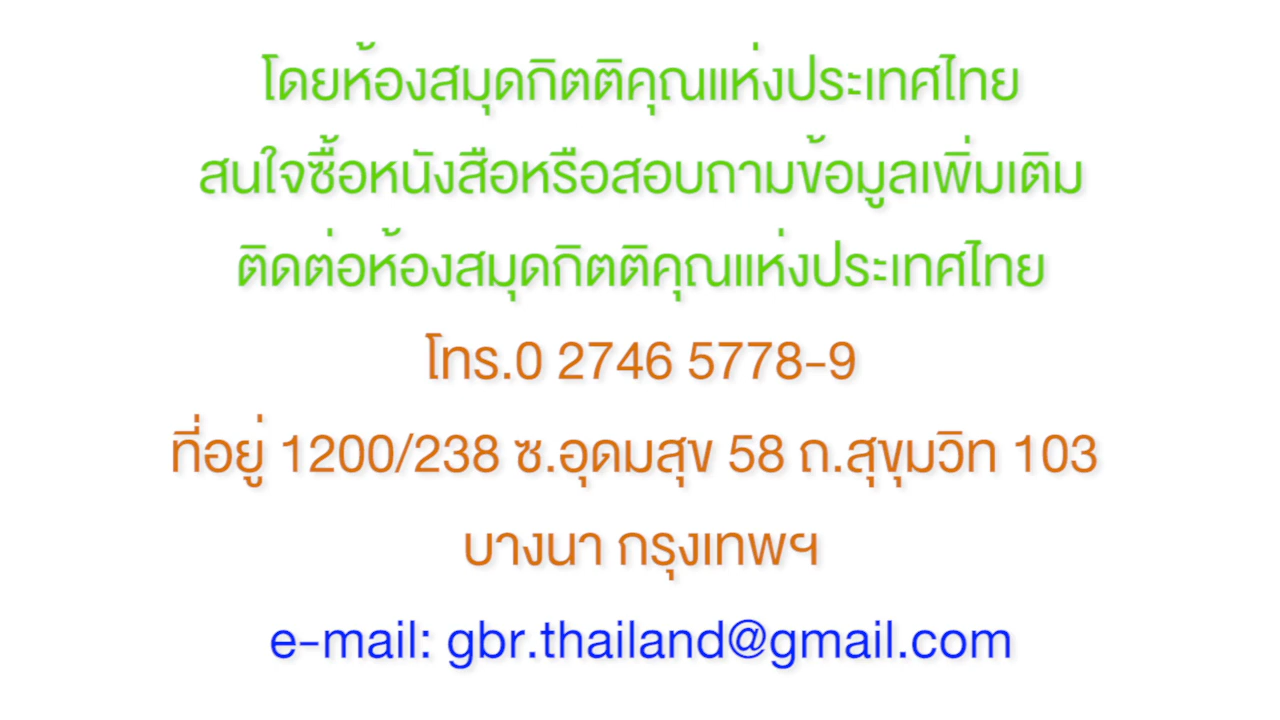 โดยห้องสมุดกิตติคุณแห่งประเทศไทย
สนใจซื้อหนังสือหรือสอบถามข้อมูลเพิ่มเติม
ติดต่อห้องสมุดกิตติคุณแห่งประเทศไทย
โทร.0 2746 5778-9
ที่อยู่ 1200/238 ซ.อุดมสุข 58 ถ.สุขุมวิท 103
บางนา กรุงเทพฯ
e-mail: gbr.thailand@gmail.com